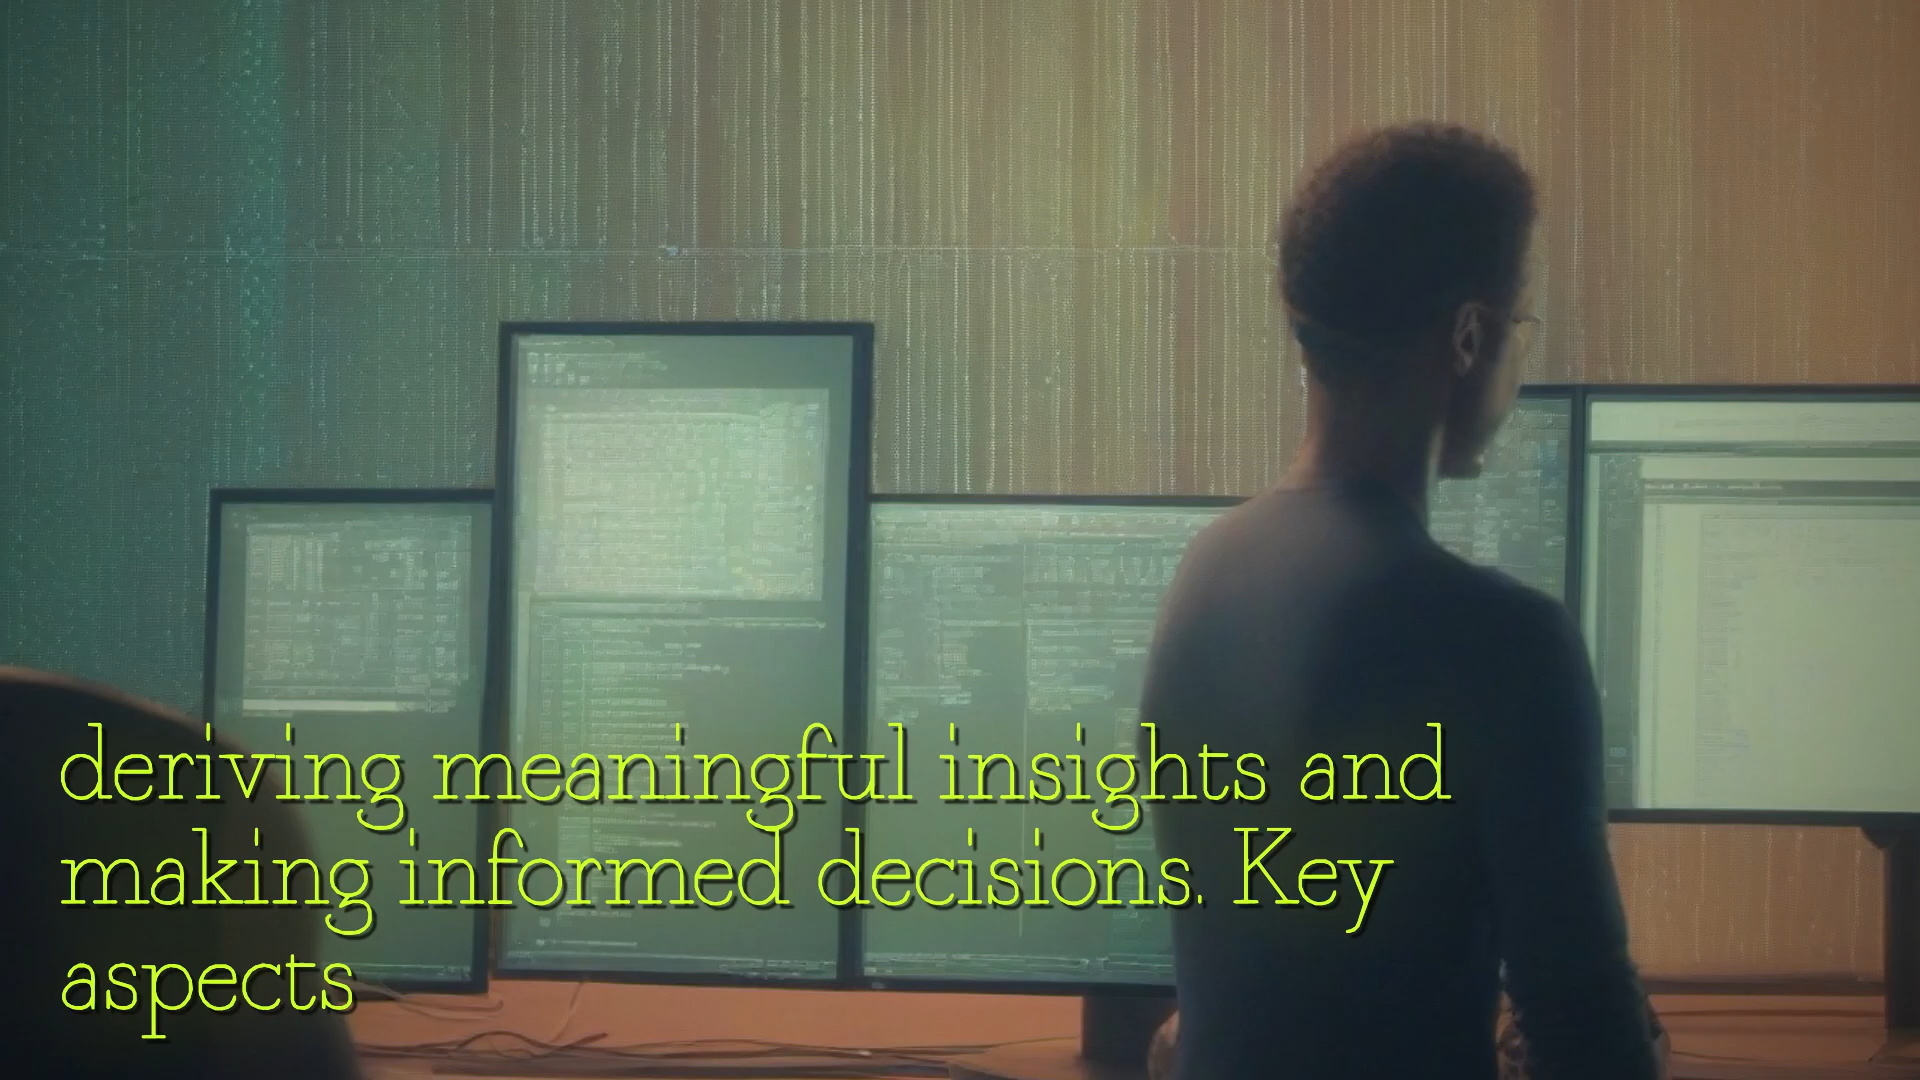 deriving meaningful insights and
making informed decisions. Key
aspects